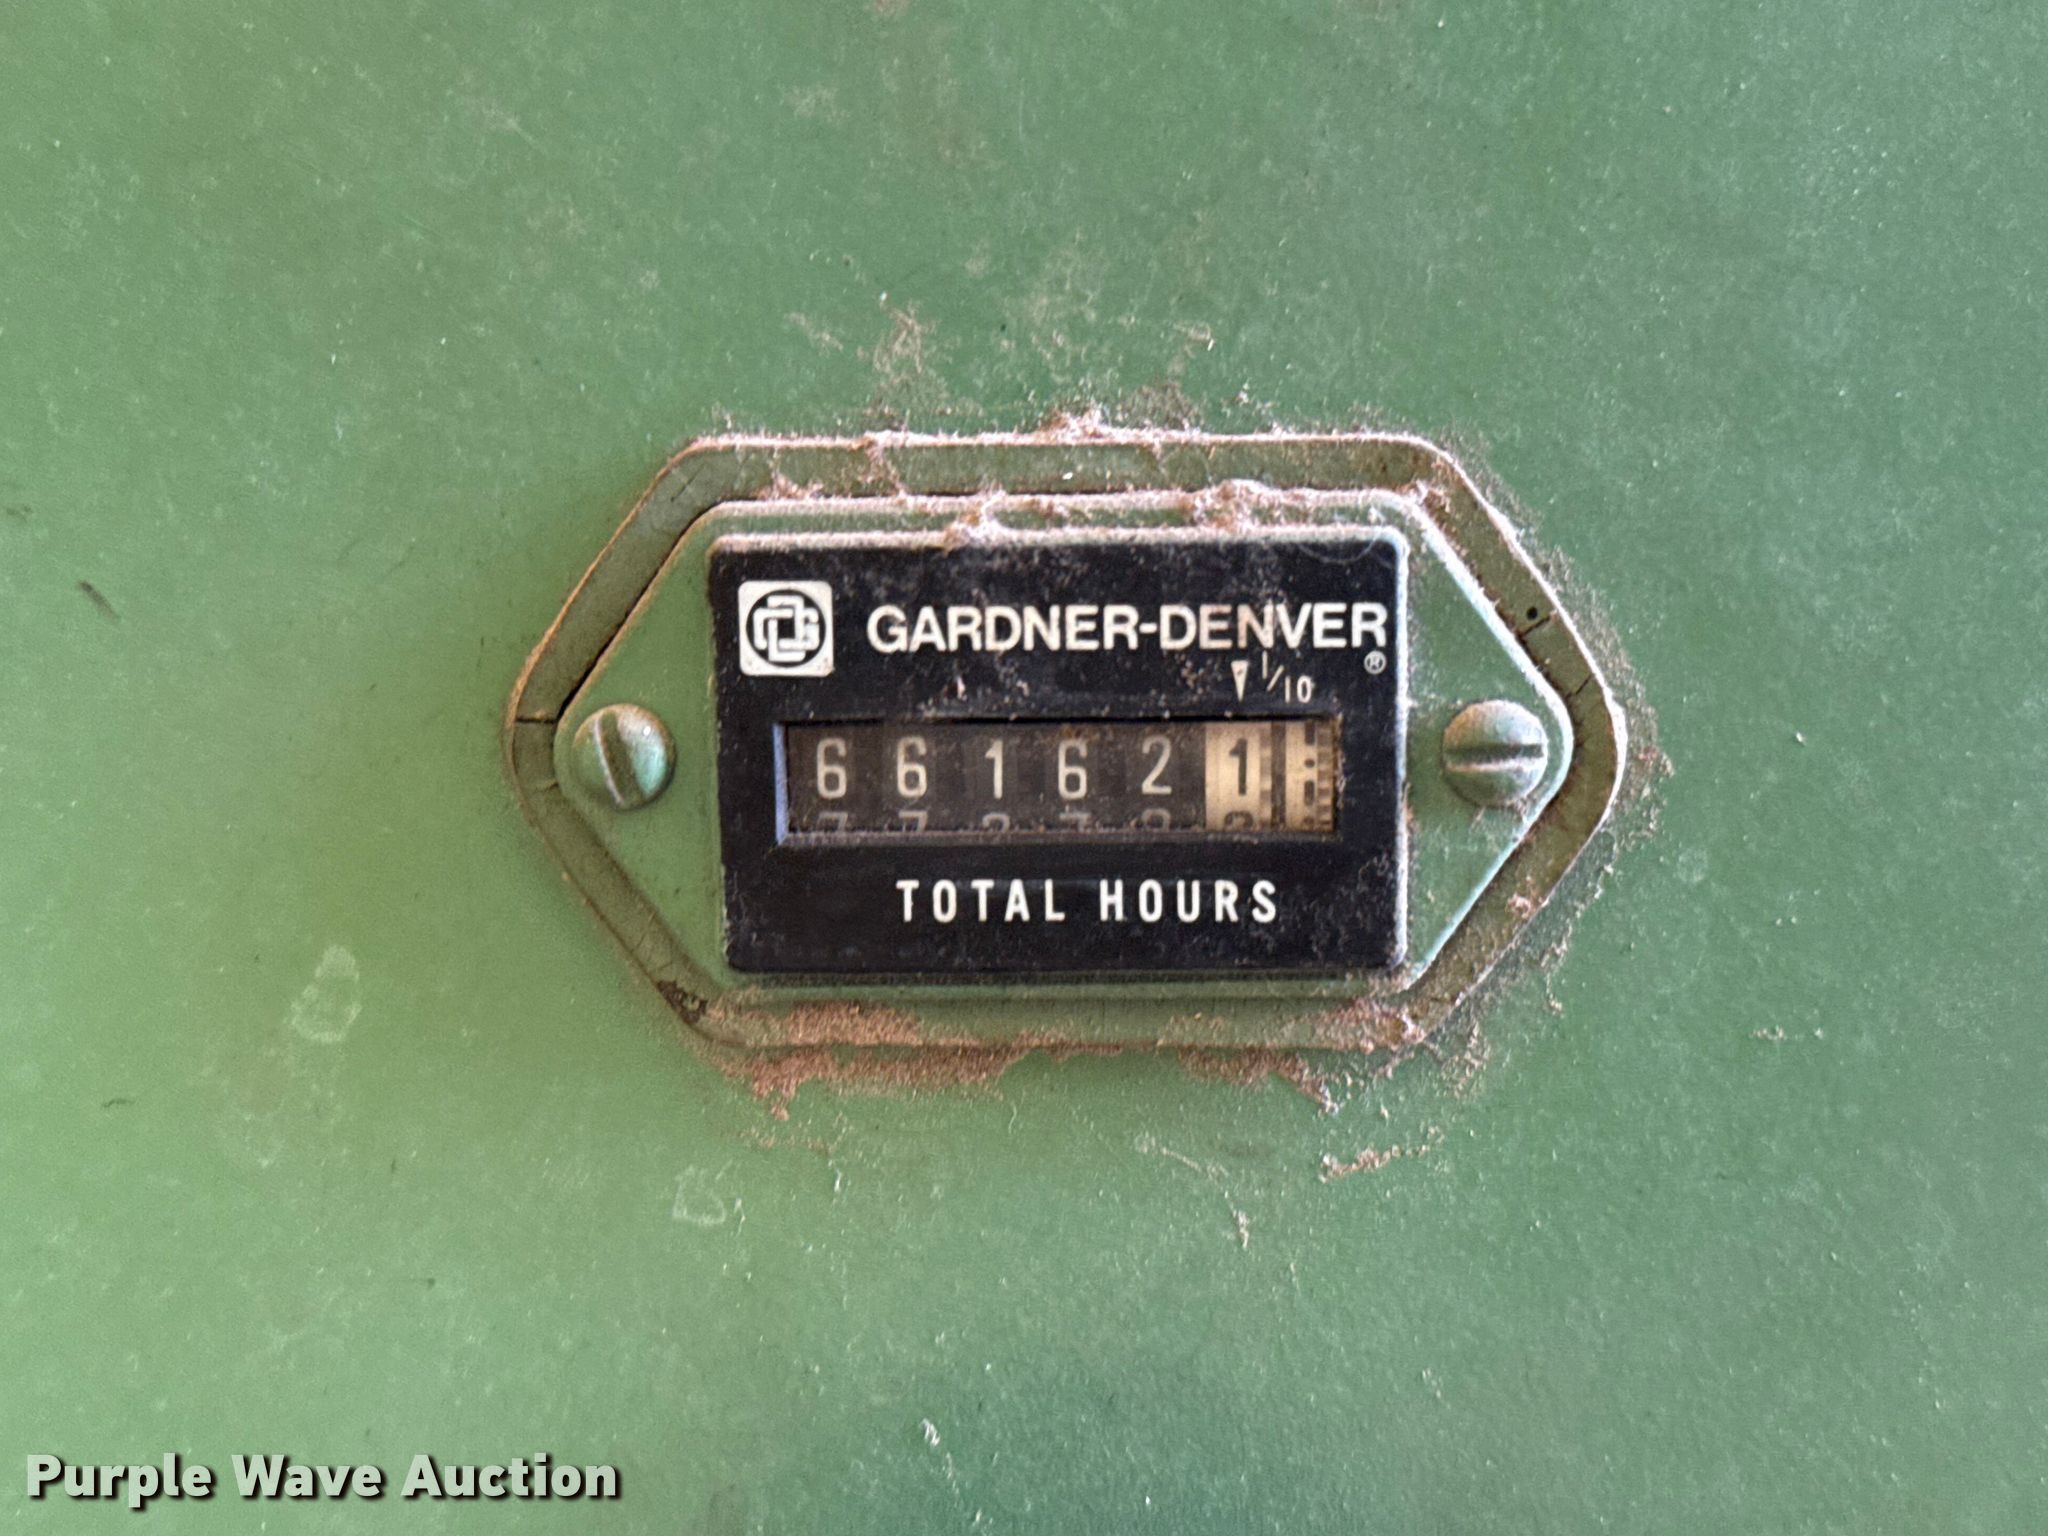 GARDNER-DENVER
®
1/10
661621
TOTAL HOURS
Purple Wave Auction